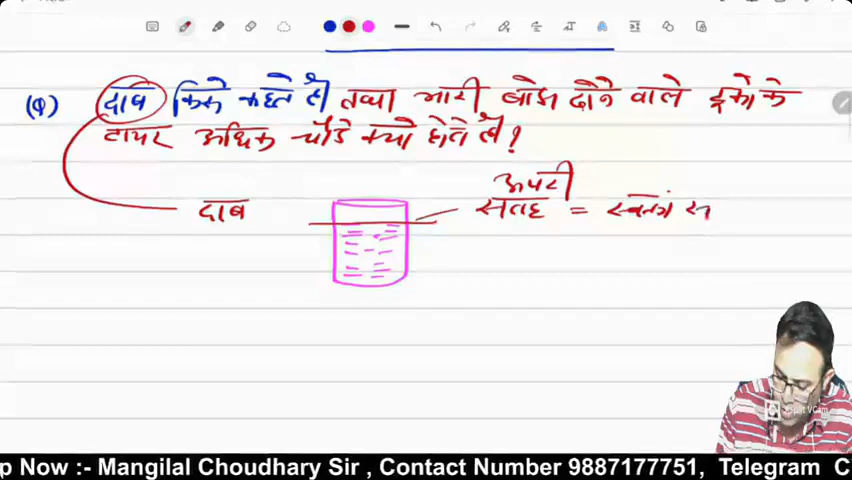 (Q) दाब किसे कहते है तथा भारी बोझा ढोने वाले ट्रको के
टायर अधिक चौडे क्यो होते है?
ऊपरी
दाब सतह = स्वतंत्र स
p Now :- Mangilal Choudhary Sir , Contact Number 9887177751, Telegram C